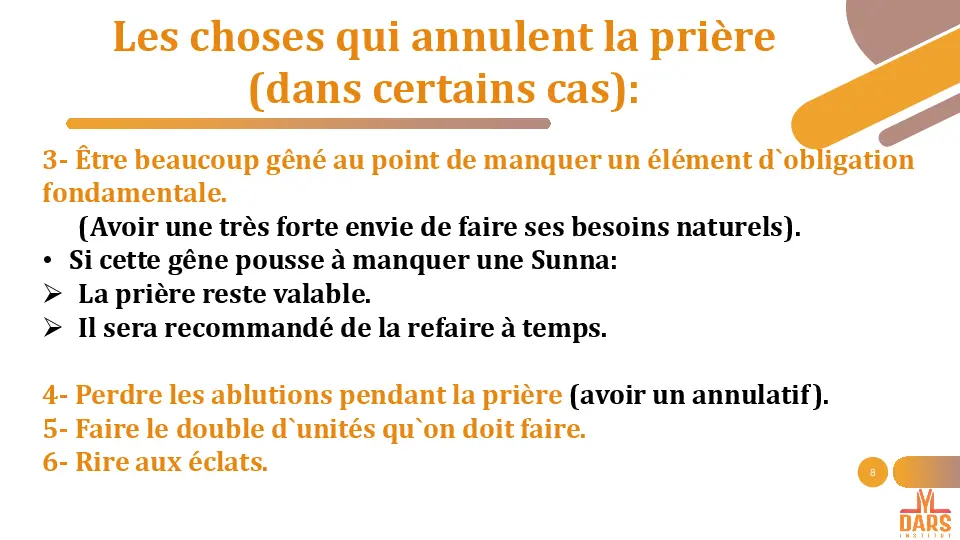 Les choses qui annulent la prière
(dans certains cas):
3- Être beaucoup gêné au point de manquer un élément d`obligation
fondamentale.
(Avoir une très forte envie de faire ses besoins naturels).
• Si cette gêne pousse à manquer une Sunna:
➢ La prière reste valable.
➢ Il sera recommandé de la refaire à temps.
4- Perdre les ablutions pendant la prière (avoir un annulatif).
5- Faire le double d`unités qu`on doit faire.
6- Rire aux éclats.
8
DARS
INSTITUT